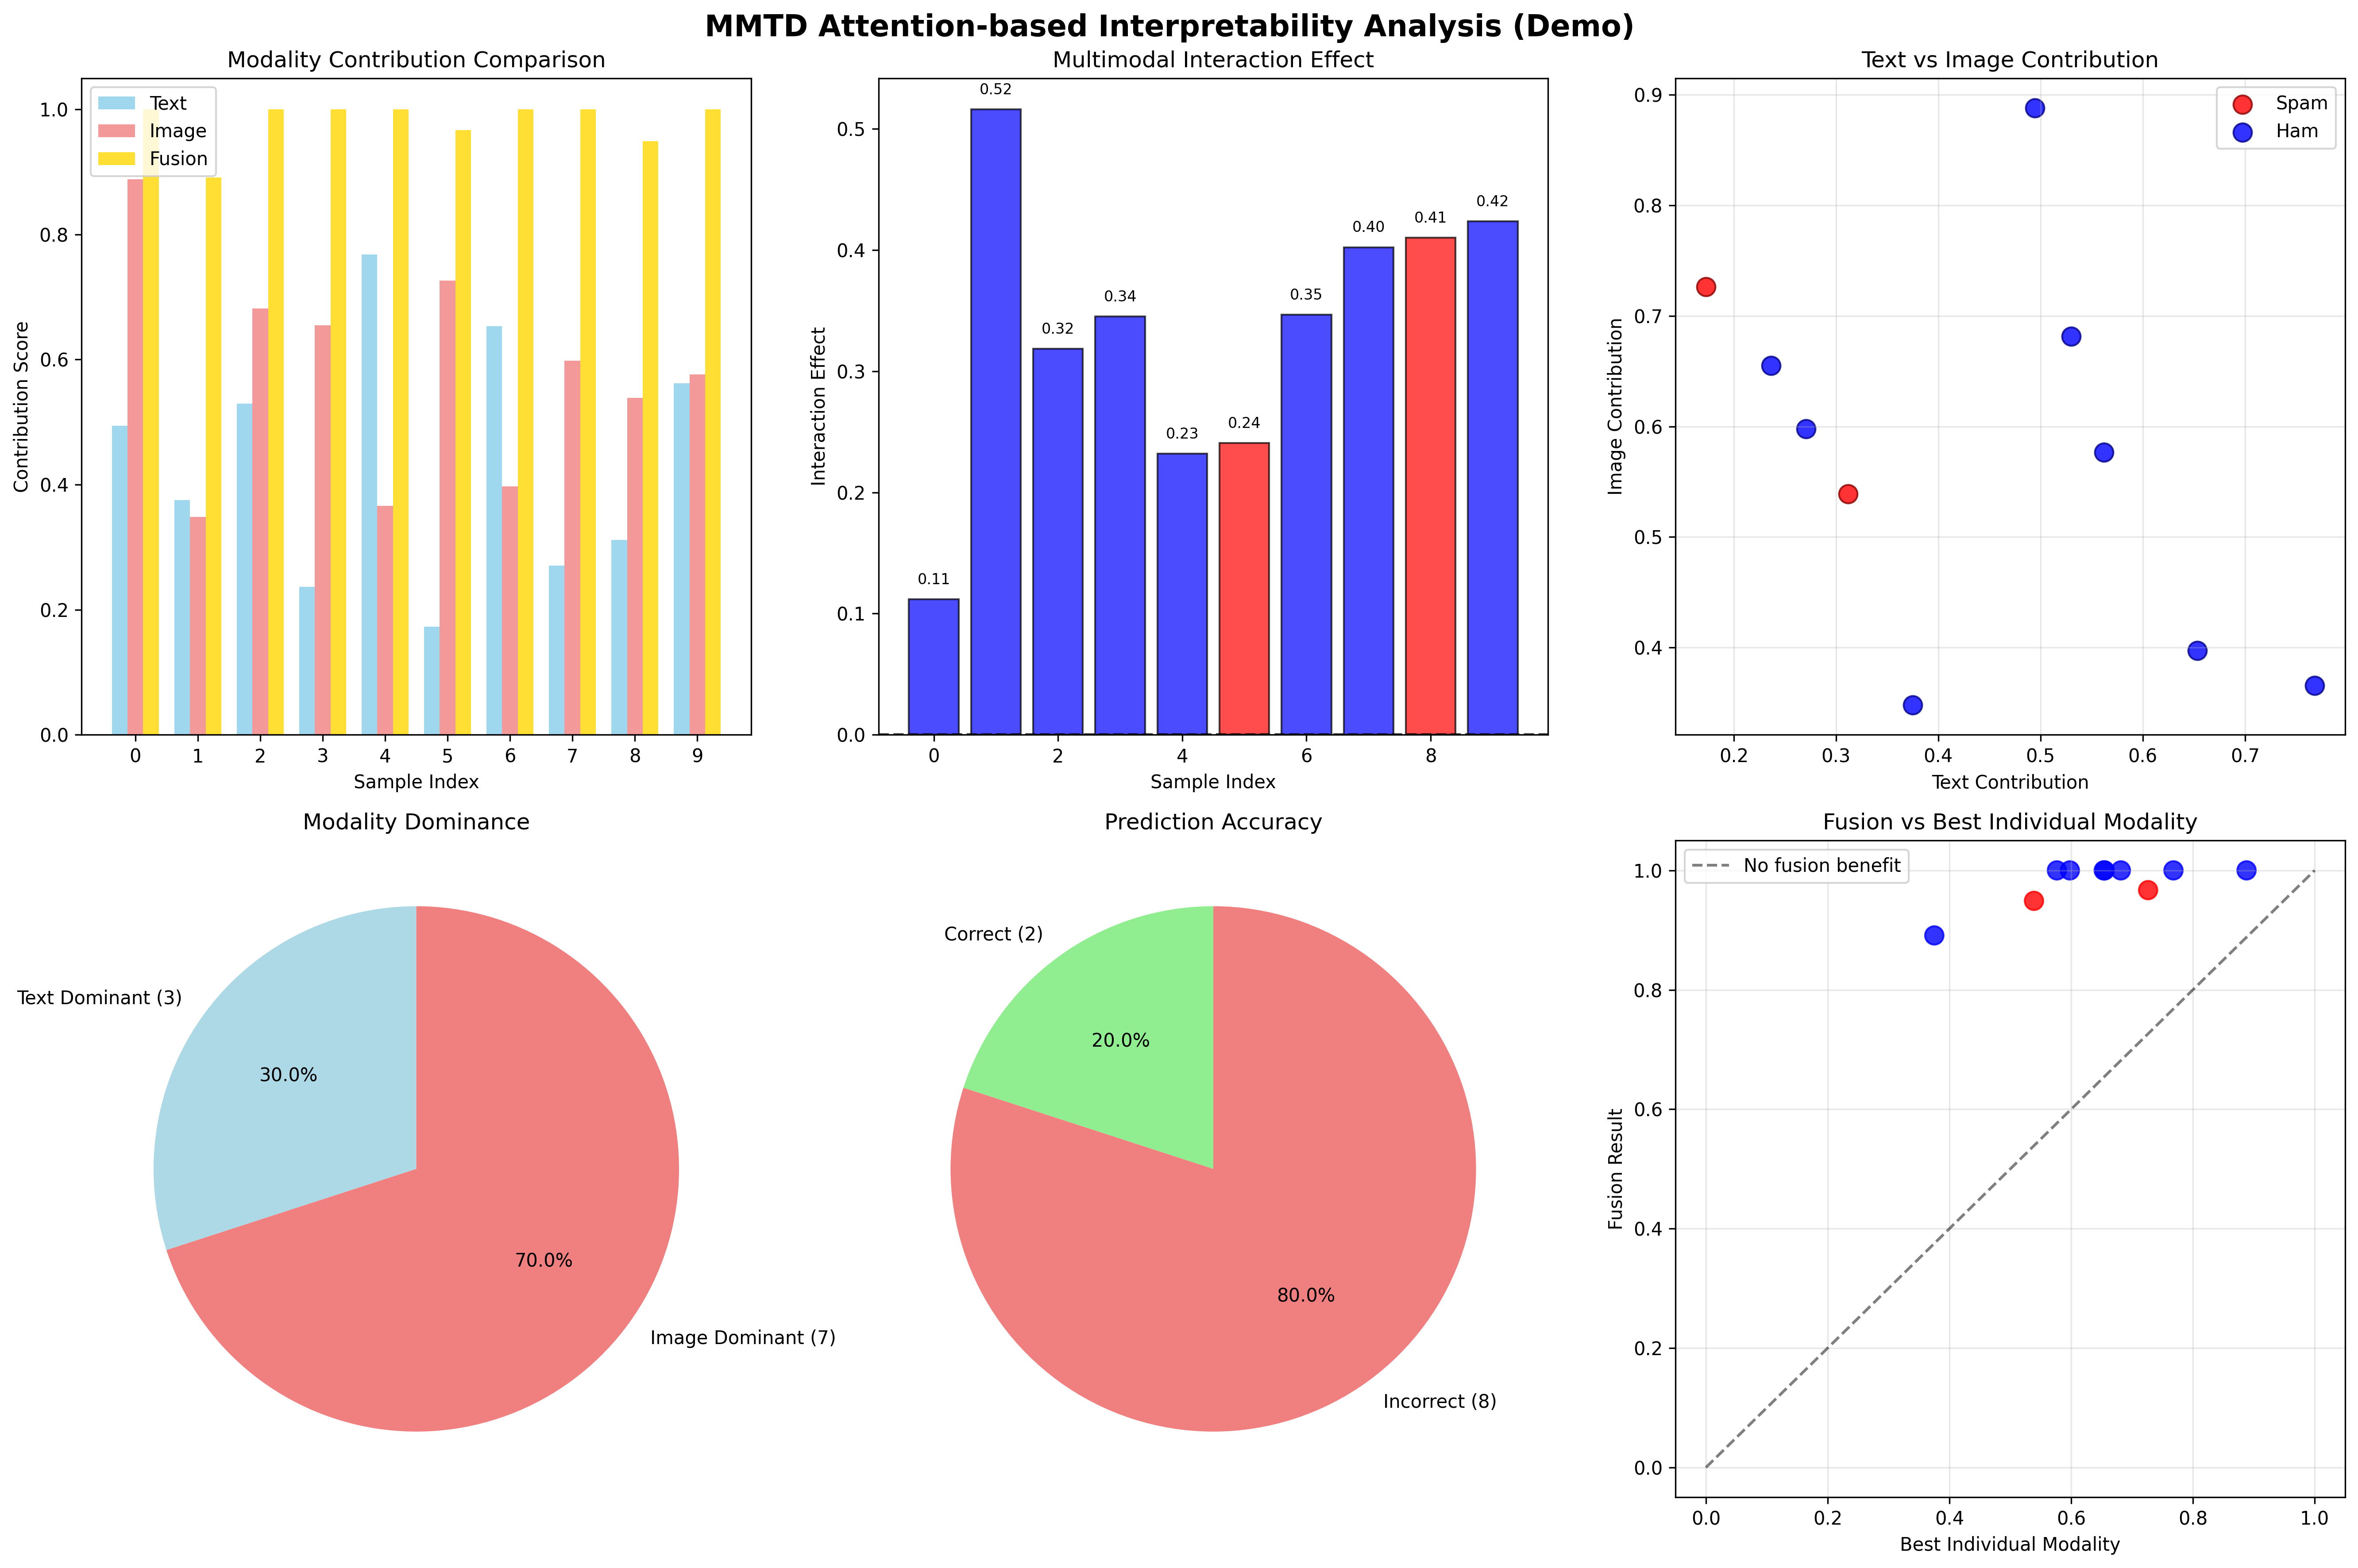 MMTD Attention-based Interpretability Analysis (Demo)
Modality Contribution Comparison
Text
Image
Fusion
Contribution Score
1.0
0.8
0.6
0.4
0.2
0.0
0 1 2 3 4 5 6 7 8 9
Sample Index
Multimodal Interaction Effect
Interaction Effect
0.5
0.4
0.3
0.2
0.1
0.0
0.11
0.52
0.32
0.34
0.23
0.24
0.35
0.40
0.41
0.42
0 2 4 6 8
Sample Index
Text vs Image Contribution
Spam
Ham
Image Contribution
0.9
0.8
0.7
0.6
0.5
0.4
0.2 0.3 0.4 0.5 0.6 0.7
Text Contribution
Modality Dominance
Text Dominant (3)
30.0%
70.0%
Image Dominant (7)
Prediction Accuracy
Correct (2)
20.0%
80.0%
Incorrect (8)
Fusion vs Best Individual Modality
No fusion benefit
Fusion Result
1.0
0.8
0.6
0.4
0.2
0.0
0.0 0.2 0.4 0.6 0.8 1.0
Best Individual Modality